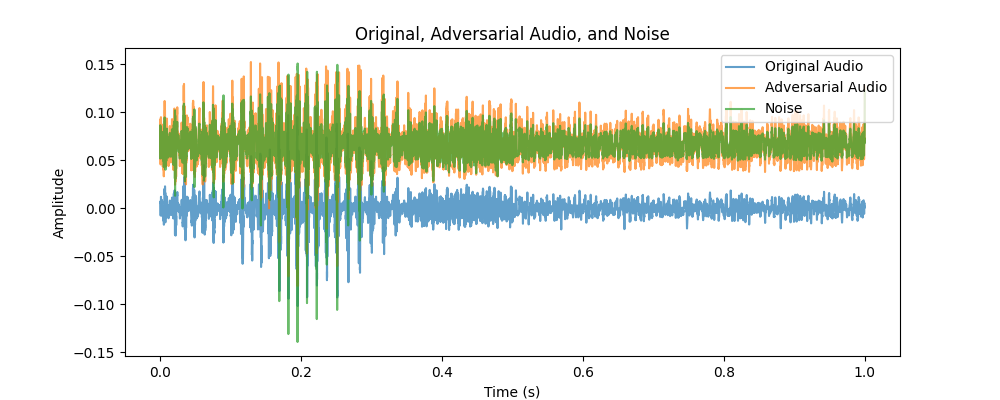 Original, Adversarial Audio, and Noise
Original Audio
Adversarial Audio
Noise
0.15
0.10
0.05
0.00
−0.05
−0.10
−0.15
Amplitude
0.0
0.2
0.4
0.6
0.8
1.0
Time (s)